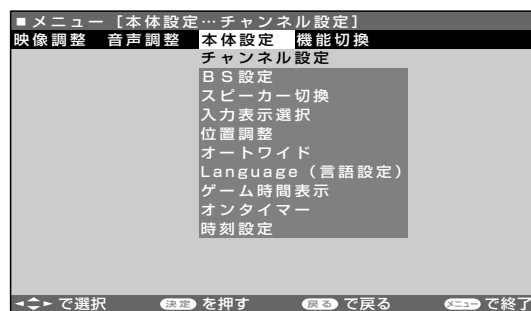 ■メニュー [本体設定…チャンネル設定]
映像調整 音声調整 本体設定 機能切換
チャンネル設定
BS設定
スピーカー切換
入力表示選択
位置調整
オートワイド
Language(言語設定)
ゲーム時間表示
オンタイマー
時刻設定
で選択 決定 を押す 戻る で戻る メニュー で終了